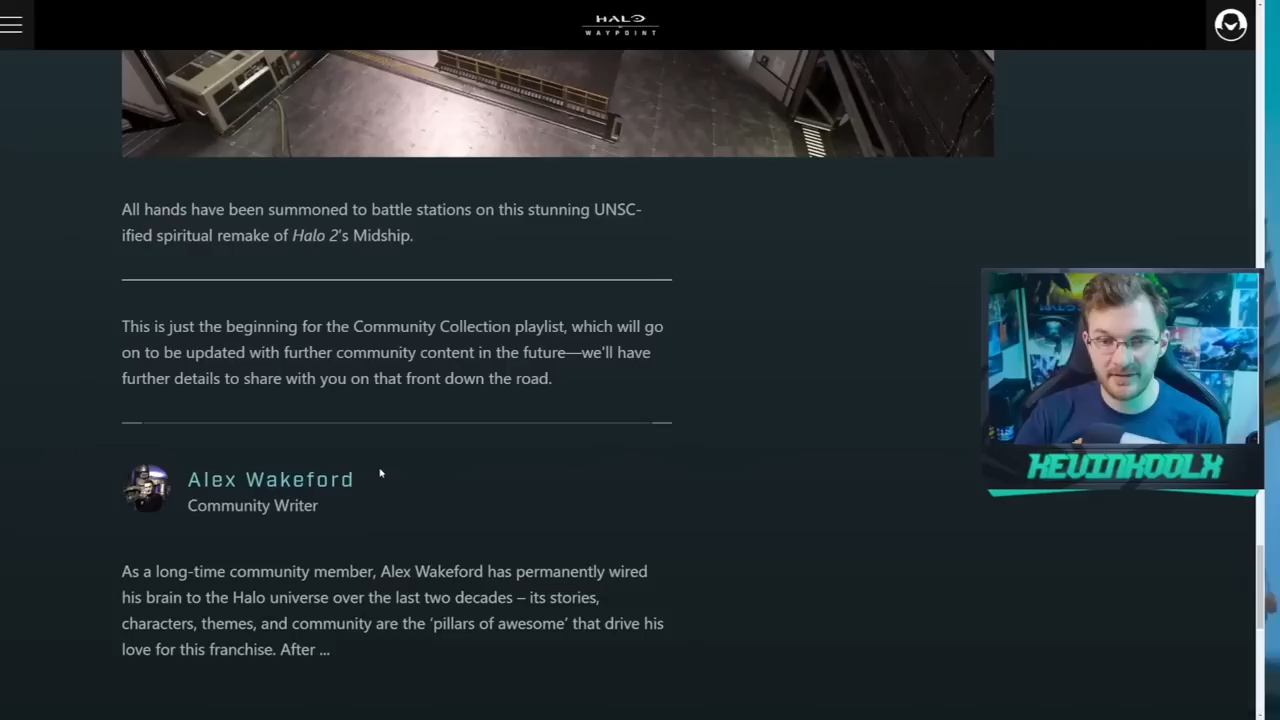 HALO
WAYPOINT
All hands have been summoned to battle stations on this stunning UNSC-
ified spiritual remake of Halo 2's Midship.
This is just the beginning for the Community Collection playlist, which will go
on to be updated with further community content in the future—we'll have
further details to share with you on that front down the road.
KEVINKOOLX
Alex Wakeford
Community Writer
As a long-time community member, Alex Wakeford has permanently wired
his brain to the Halo universe over the last two decades – its stories,
characters, themes, and community are the ‘pillars of awesome’ that drive his
love for this franchise. After ...